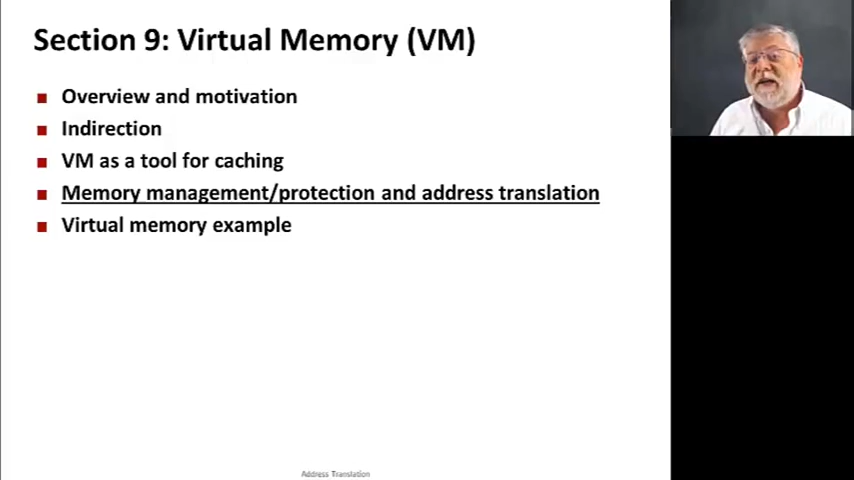 Section 9: Virtual Memory (VM)
Overview and motivation
Indirection
VM as a tool for caching
Memory management/protection and address translation
Virtual memory example
Address Translation